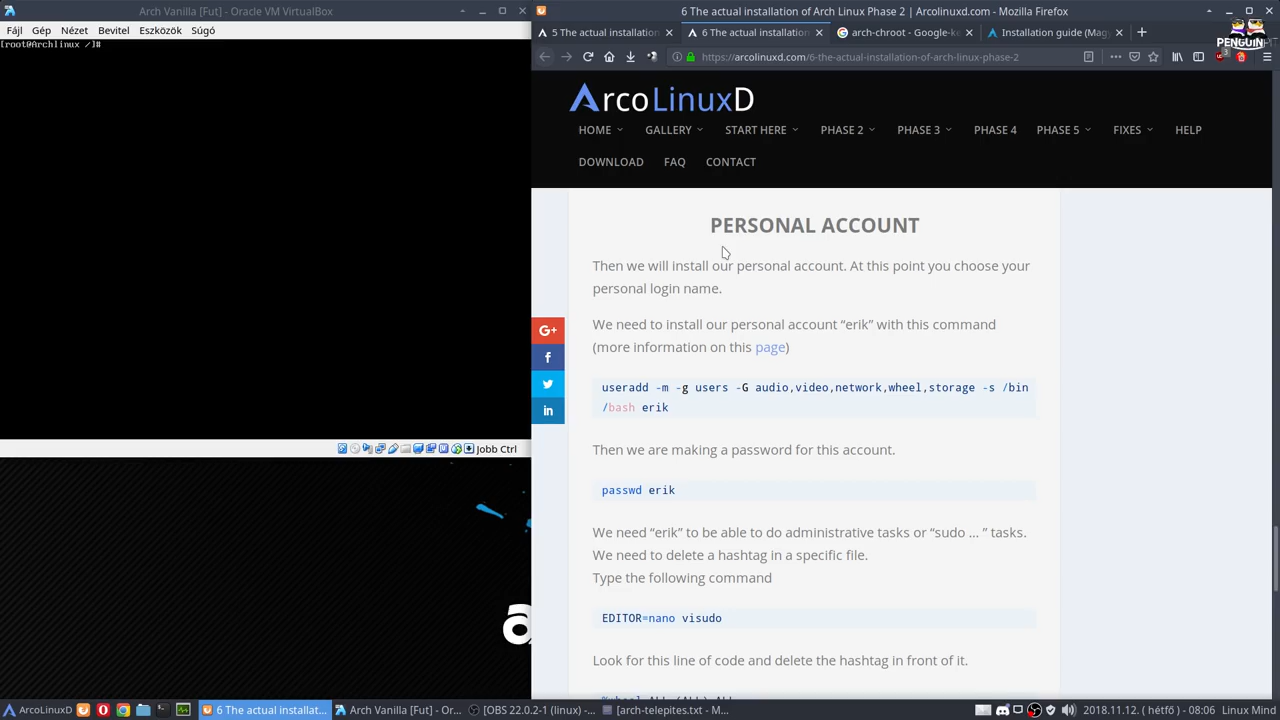 Arch Vanilla [Fut] - Oracle VM VirtualBox
Fájl Gép Nézet Bevitel Eszközök Súgó
[root@Archlinux /]#
Jobb Ctrl
6 The actual installation of Arch Linux Phase 2 | Arcolinuxd.com - Mozilla Firefox
5 The actual installation
6 The actual installation
arch-chroot - Google-ke
Installation guide (Mag
PENGUIN
https://arcolinuxd.com/6-the-actual-installation-of-arch-linux-phase-2
3
ArcoLinuxD
HOME GALLERY START HERE PHASE 2 PHASE 3 PHASE 4 PHASE 5 FIXES HELP
DOWNLOAD FAQ CONTACT
PERSONAL ACCOUNT
Then we will install our personal account. At this point you choose your
personal login name.
We need to install our personal account “erik” with this command
(more information on this page)
useradd -m -g users -G audio,video,network,wheel,storage -s /bin
/bash erik
Then we are making a password for this account.
passwd erik
We need “erik” to be able to do administrative tasks or “sudo … ” tasks.
We need to delete a hashtag in a specific file.
Type the following command
EDITOR=nano visudo
Look for this line of code and delete the hashtag in front of it.
G+
f
in
a
ArcoLinuxD
6 The actual installat...
Arch Vanilla [Fut] - Or...
[OBS 22.0.2-1 (linux) -...
[arch-telepites.txt - M...
2018.11.12. ( hétfő ) - 08:06 Linux Mind